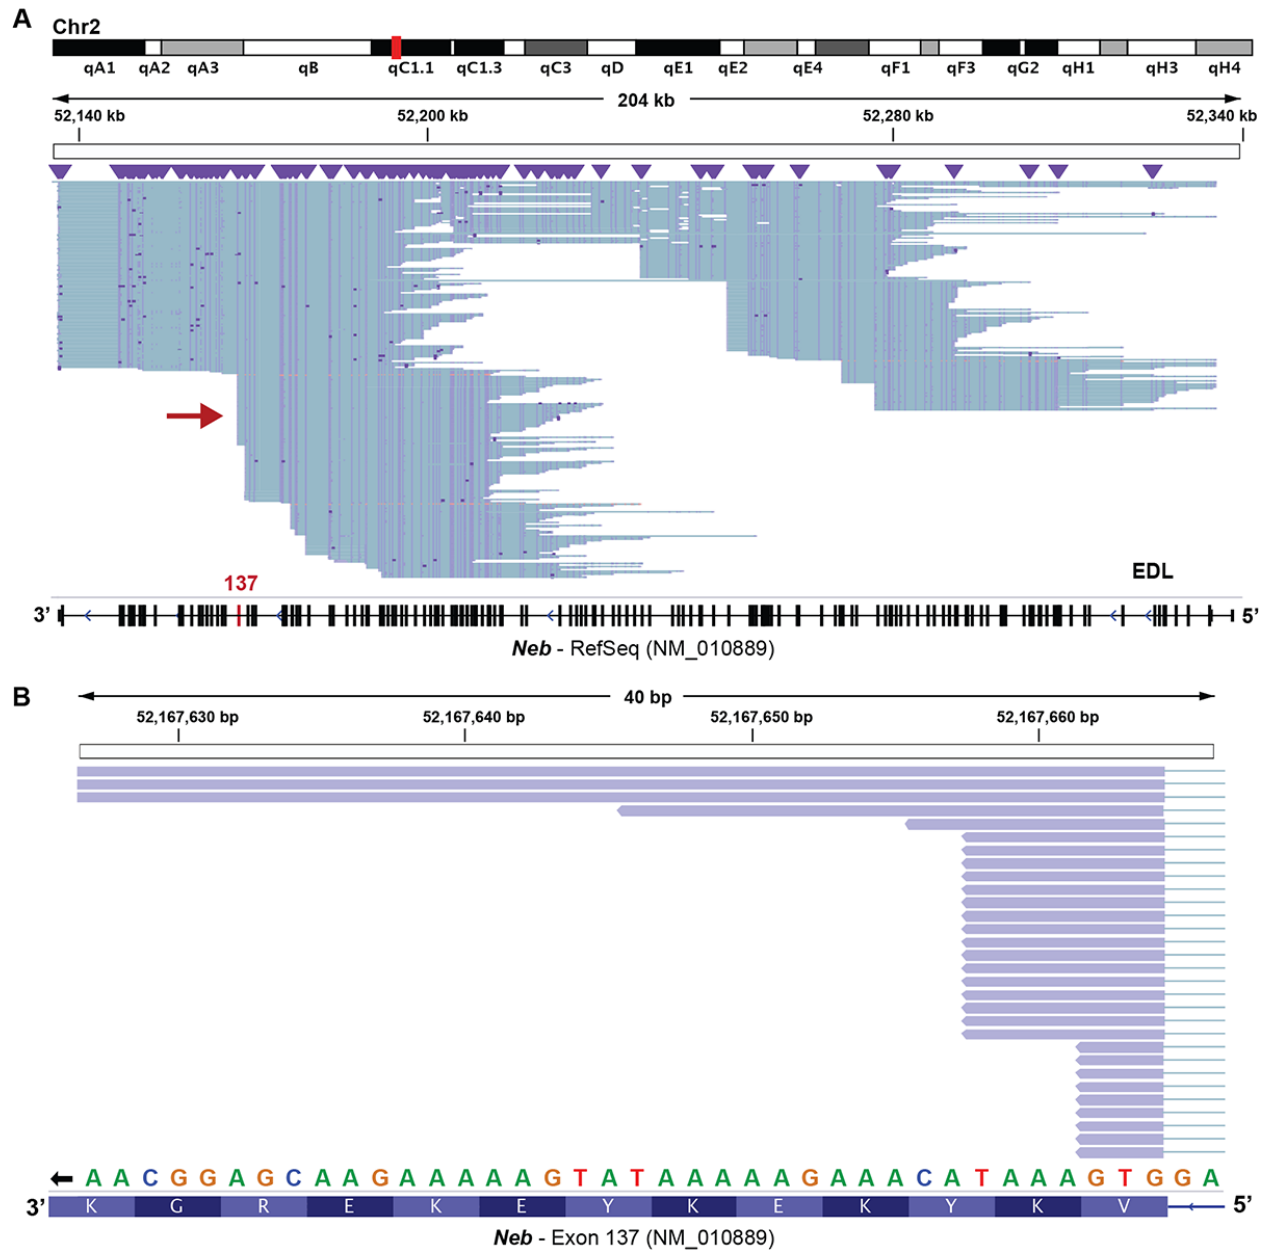 A
Chr2
qA1 qA2 qA3 qB qC1.1 qC1.3 qC3 qD qE1 qE2 qE4 qF1 qF3 qG2 qH1 qH3 qH4
204 kb
52,140 kb 52,200 kb 52,280 kb 52,340 kb
137 EDL
3’ 5’
Neb - RefSeq (NM_010889)
B
40 bp
52,167,630 bp 52,167,640 bp 52,167,650 bp 52,167,660 bp
A A C G G A G C A A G A A A A A G T A T A A A A A G A A A C A T A A A G T G G A
3’ K G R E K E Y K E K Y K V 5’
Neb - Exon 137 (NM_010889)